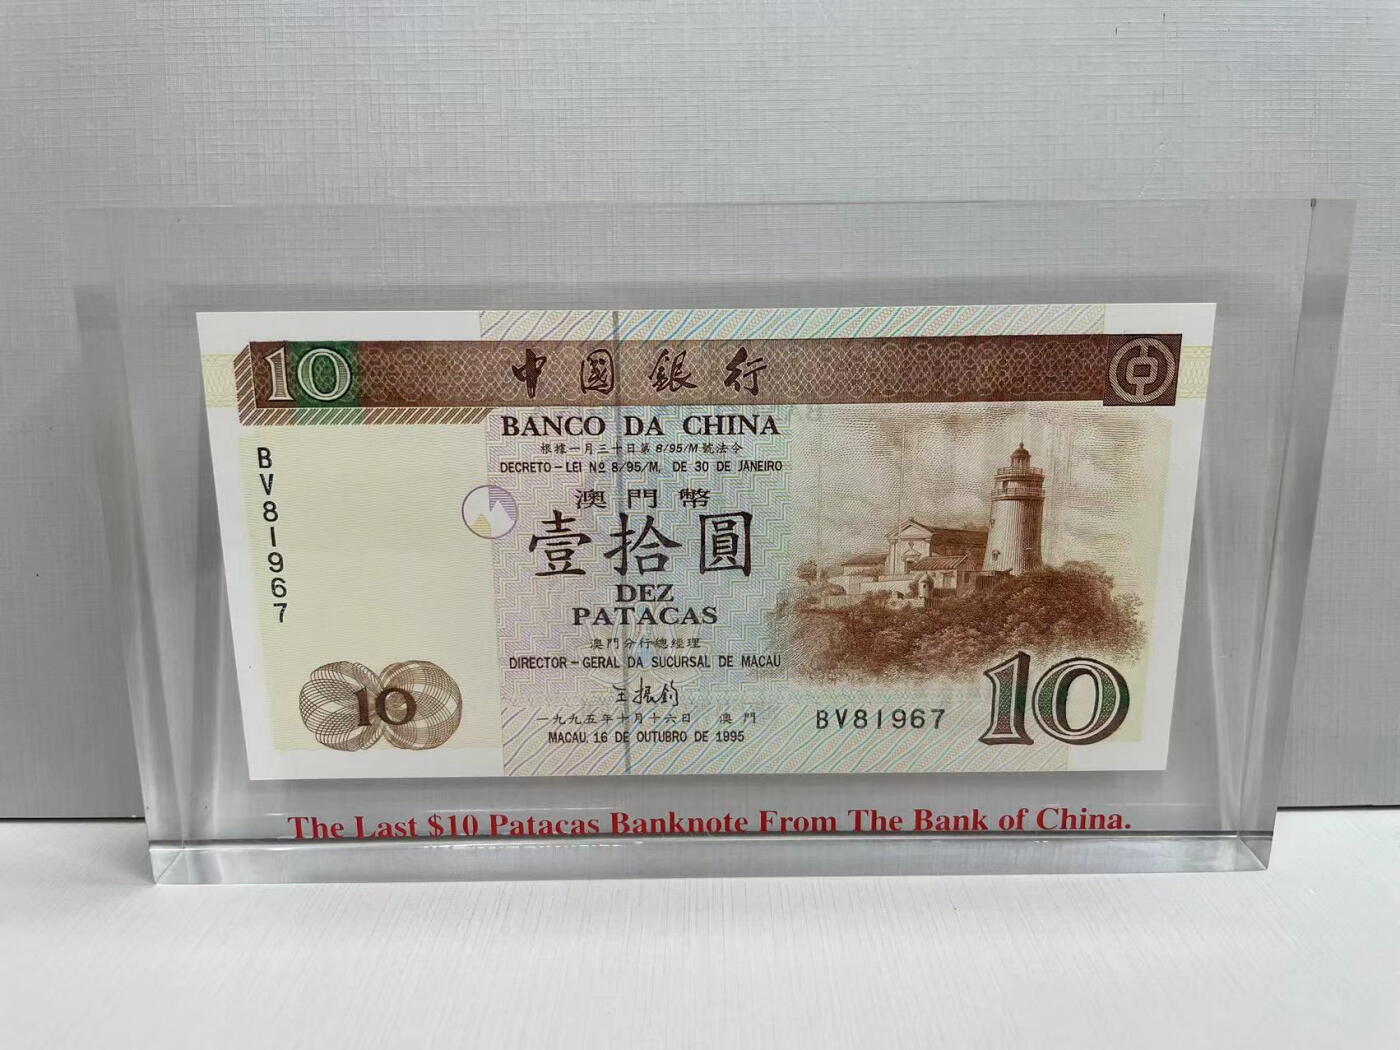 10
中國銀行
BANCO DA CHINA
根據一月三十日第8/95/M號法令
DECRETO-LEI Nº 8/95/M, DE 30 DE JANEIRO
BV81967
澳門幣
壹拾圓
DEZ
PATACAS
澳門分行總經理
DIRECTOR-GERAL DA SUCURSAL DE MACAU
王振鈞
10
一九九五年十月十六日 澳門
MACAU, 16 DE OUTUBRO DE 1995
BV81967
10
The Last $10 Patacas Banknote From The Bank of China.